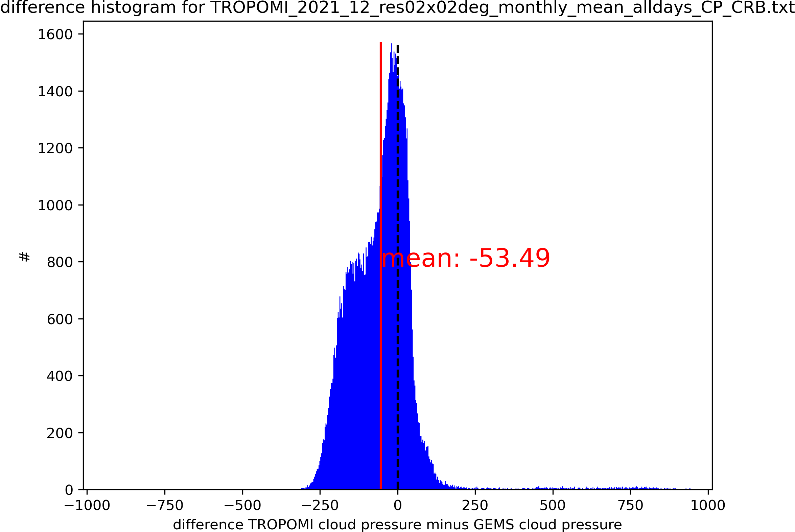 difference histogram for TROPOMI_2021_12_res02x02deg_monthly_mean_alldays_CP_CRB.txt
1600
1400
1200
1000
800
600
400
200
0
#
mean: -53.49
−1000 −750 −500 −250 0 250 500 750 1000
difference TROPOMI cloud pressure minus GEMS cloud pressure